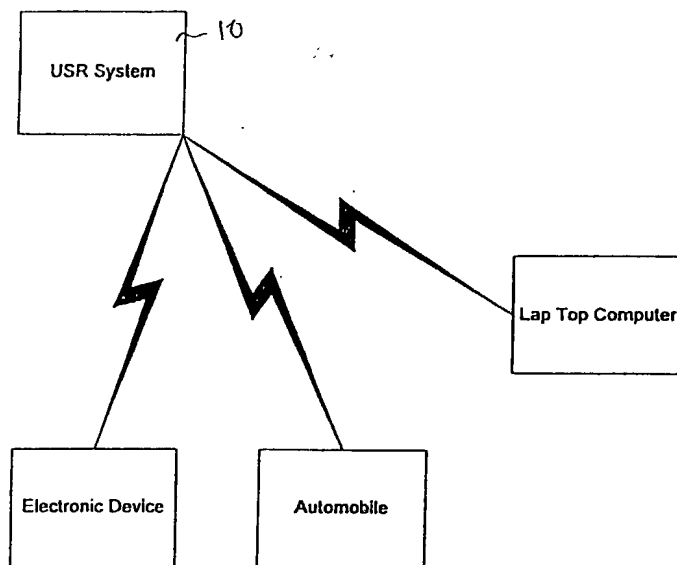 10
USR System
Lap Top Computer
Electronic Device
Automobile